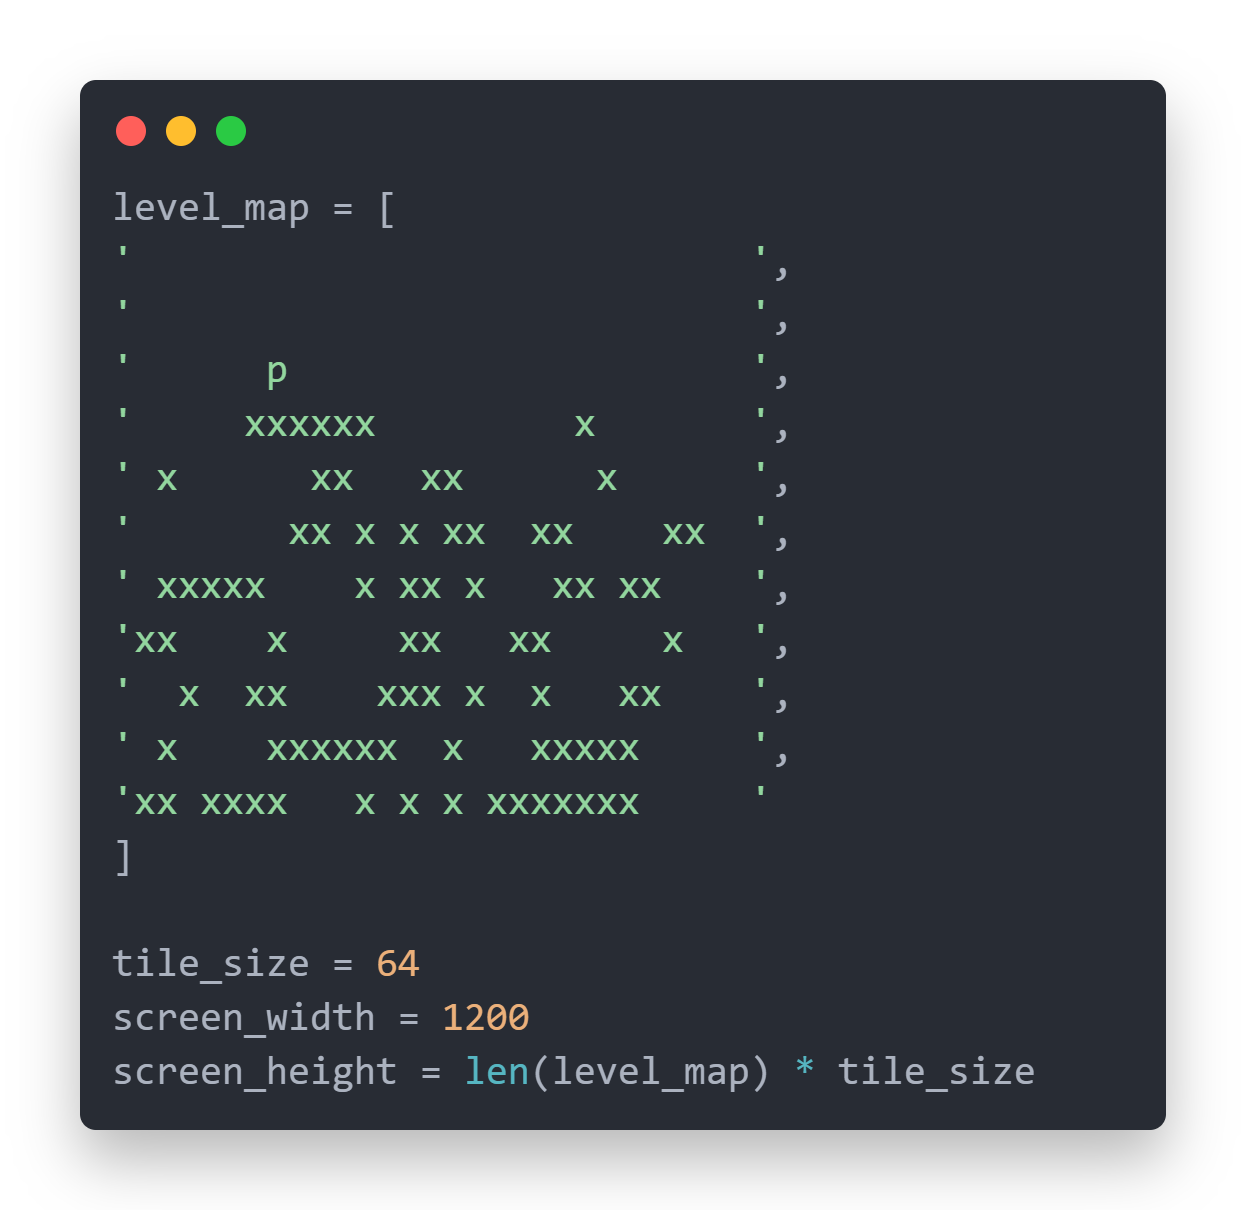 level_map = [
'                            ',
'                            ',
'      p                     ',
'     xxxxxx         x       ',
' x      xx   xx      x      ',
'       xx x x xx  xx    xx  ',
' xxxxx    x xx x   xx xx    ',
'xx    x     xx   xx     x   ',
'  x  xx    xxx x  x   xx    ',
' x    xxxxxx  x   xxxxx     ',
'xx xxxx   x x x xxxxxxx     '
]
tile_size = 64
screen_width = 1200
screen_height = len(level_map) * tile_size